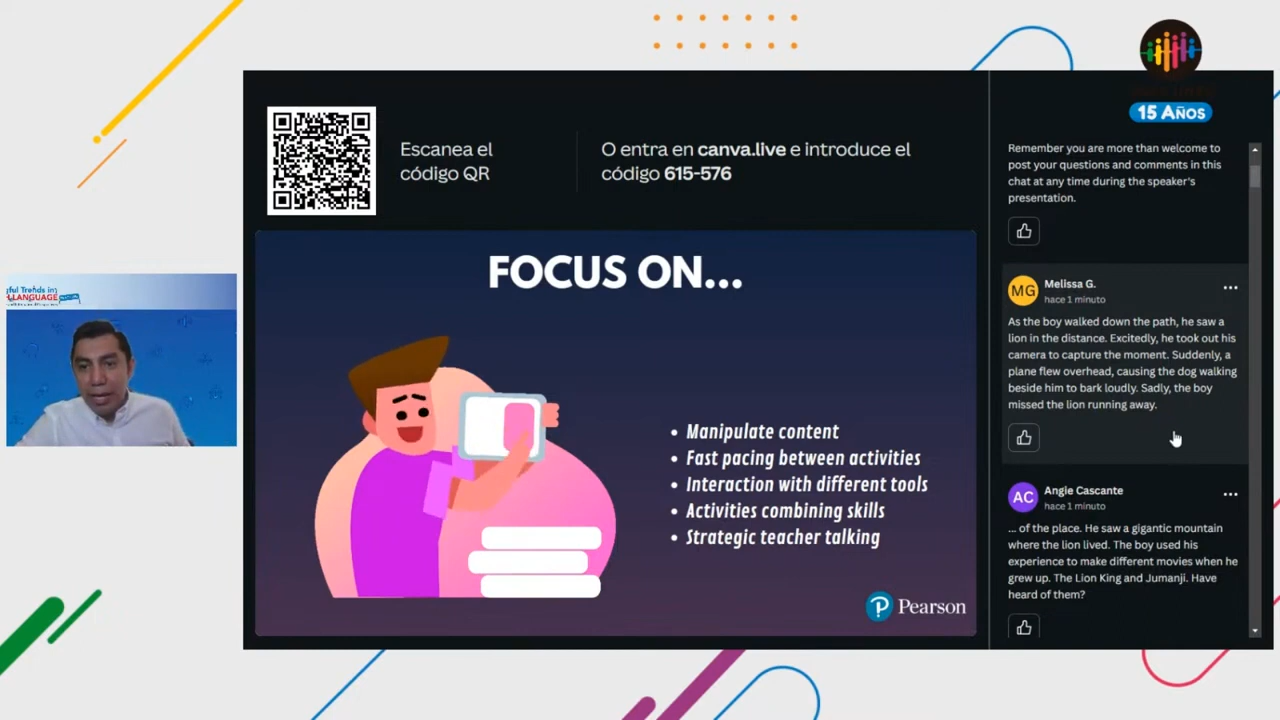 15 AÑOS
Escanea el
código QR
O entra en canva.live e introduce el
código 615-576
FOCUS ON...
• Manipulate content
• Fast pacing between activities
• Interaction with different tools
• Activities combining skills
• Strategic teacher talking
Pearson
Remember you are more than welcome to
post your questions and comments in this
chat at any time during the speaker's
presentation.
MG
Melissa G.
hace 1 minuto
As the boy walked down the path, he saw a
lion in the distance. Excitedly, he took out his
camera to capture the moment. Suddenly, a
plane flew overhead, causing the dog walking
beside him to bark loudly. Sadly, the boy
missed the lion running away.
AC
Angie Cascante
hace 1 minuto
... of the place. He saw a gigantic mountain
where the lion lived. The boy used his
experience to make different movies when he
grew up. The Lion King and Jumanji. Have
heard of them?
Trends in
LANGUAGE